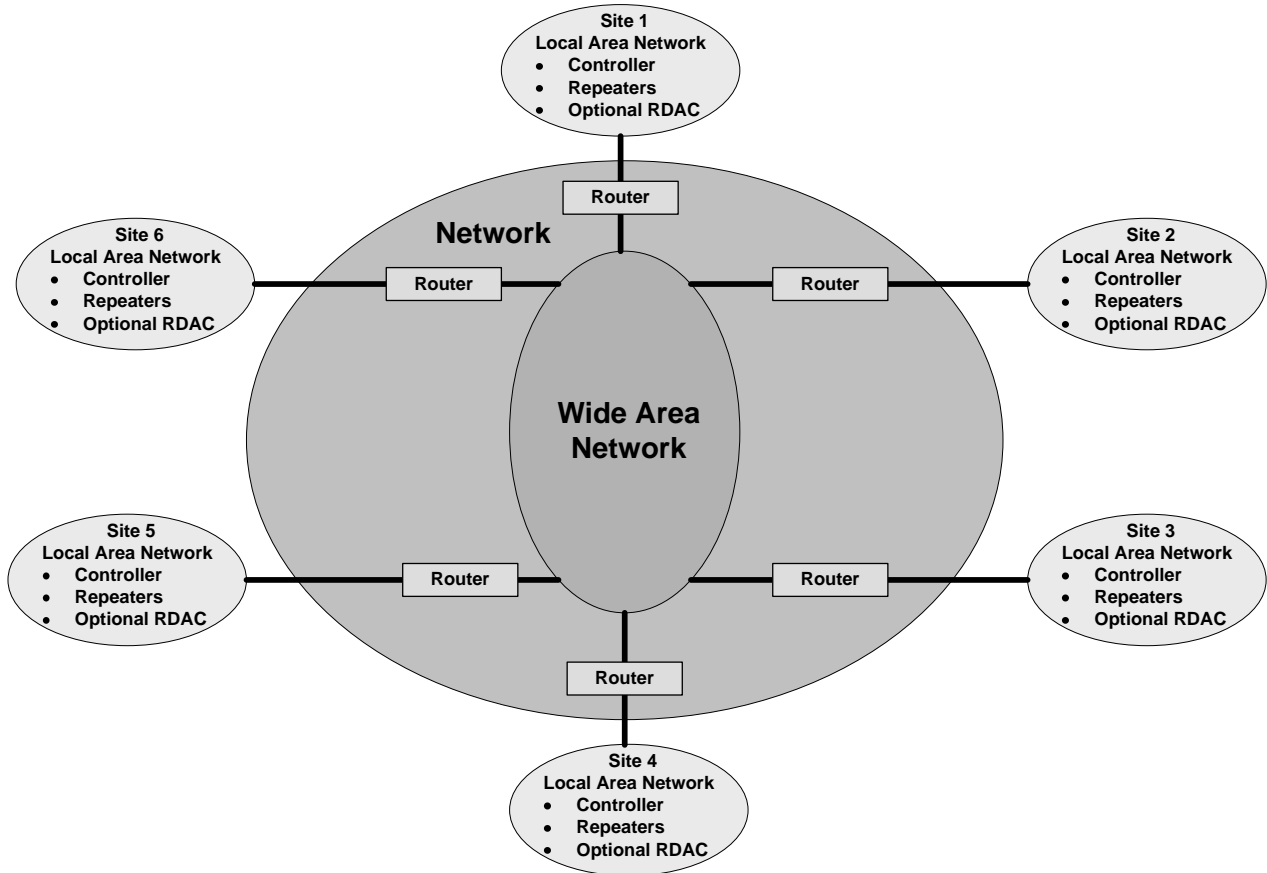 Site 1
Local Area Network
• Controller
• Repeaters
• Optional RDAC
Router
Network
Site 6
Local Area Network
• Controller
• Repeaters
• Optional RDAC
Router
Router
Site 2
Local Area Network
• Controller
• Repeaters
• Optional RDAC
Wide Area
Network
Site 5
Local Area Network
• Controller
• Repeaters
• Optional RDAC
Router
Router
Site 3
Local Area Network
• Controller
• Repeaters
• Optional RDAC
Router
Site 4
Local Area Network
• Controller
• Repeaters
• Optional RDAC